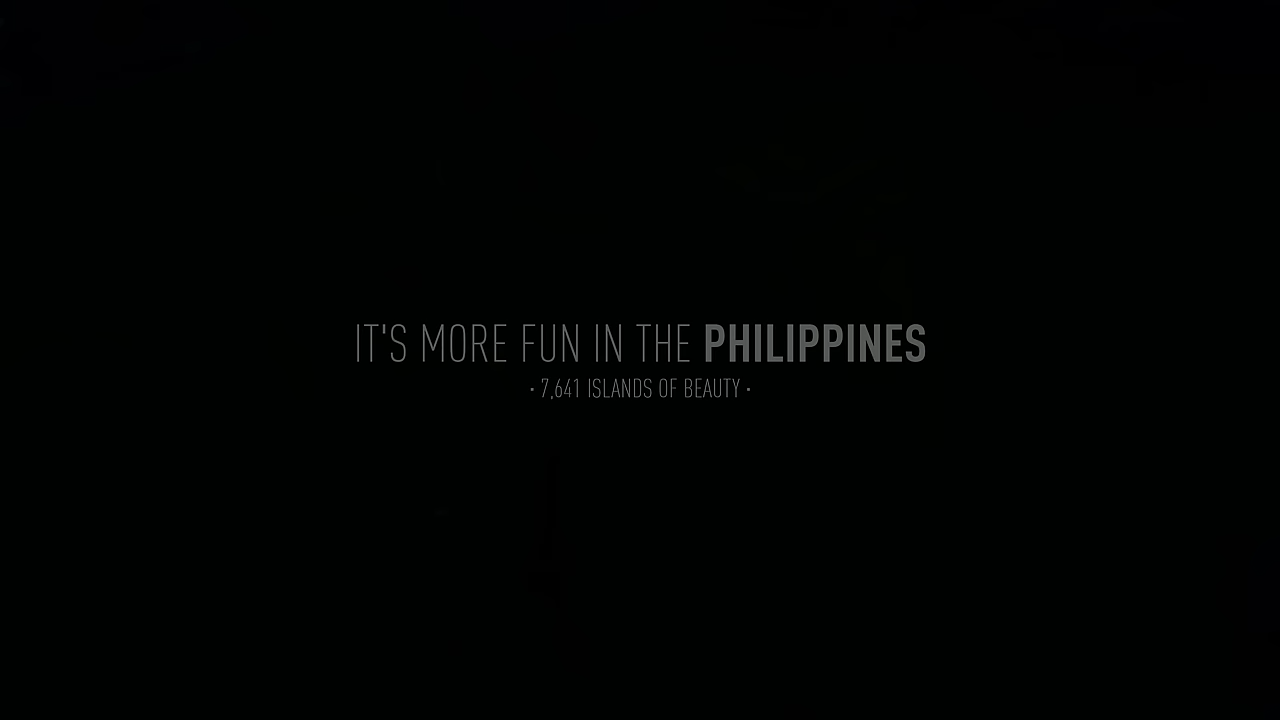 IT'S MORE FUN IN THE PHILIPPINES
· 7,641 ISLANDS OF BEAUTY ·